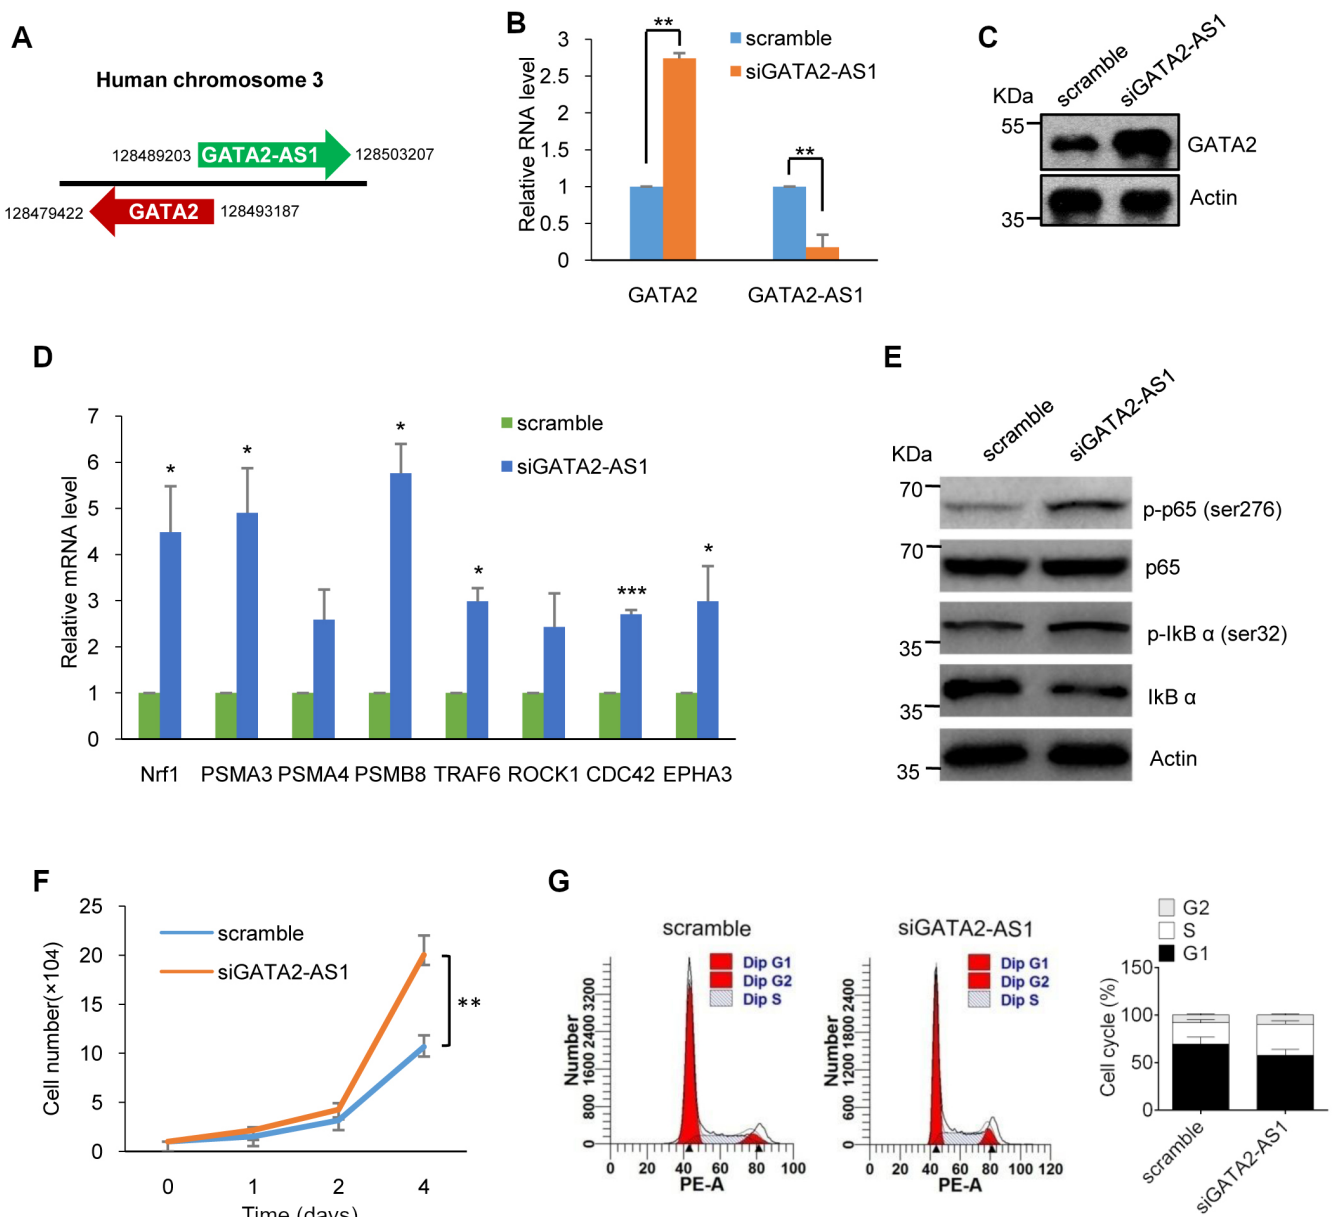 A
Human chromosome 3
128489203 GATA2-AS1 128503207
128479422 GATA2 128493187
B
scramble
siGATA2-AS1
Relative RNA level
3
2.5
2
1.5
1
0.5
0
**
**
GATA2 GATA2-AS1
C
scramble siGATA2-AS1
KDa
55
GATA2
Actin
35
D
scramble
siGATA2-AS1
Relative mRNA level
7
6
5
4
3
2
1
0
* * * * *** *
Nrf1 PSMA3 PSMA4 PSMB8 TRAF6 ROCK1 CDC42 EPHA3
E
scramble siGATA2-AS1
KDa
70 p-p65 (ser276)
70 p65
p-IkB α (ser32)
35
IkB α
35
Actin
35
F
scramble
siGATA2-AS1
Cell number(×104)
25
20
15
10
5
0
**
0 1 2 4
Time (days)
G
scramble
Dip G1
Dip G2
Dip S
Number
0 800 1600 2400 3200
0 20 40 60 80 100
PE-A
siGATA2-AS1
Dip G1
Dip G2
Dip S
Number
0 600 1200 1800 2400
0 20 40 60 80 100 120
PE-A
G2
S
G1
Cell cycle (%)
150
100
50
0
scramble
siGATA2-AS1